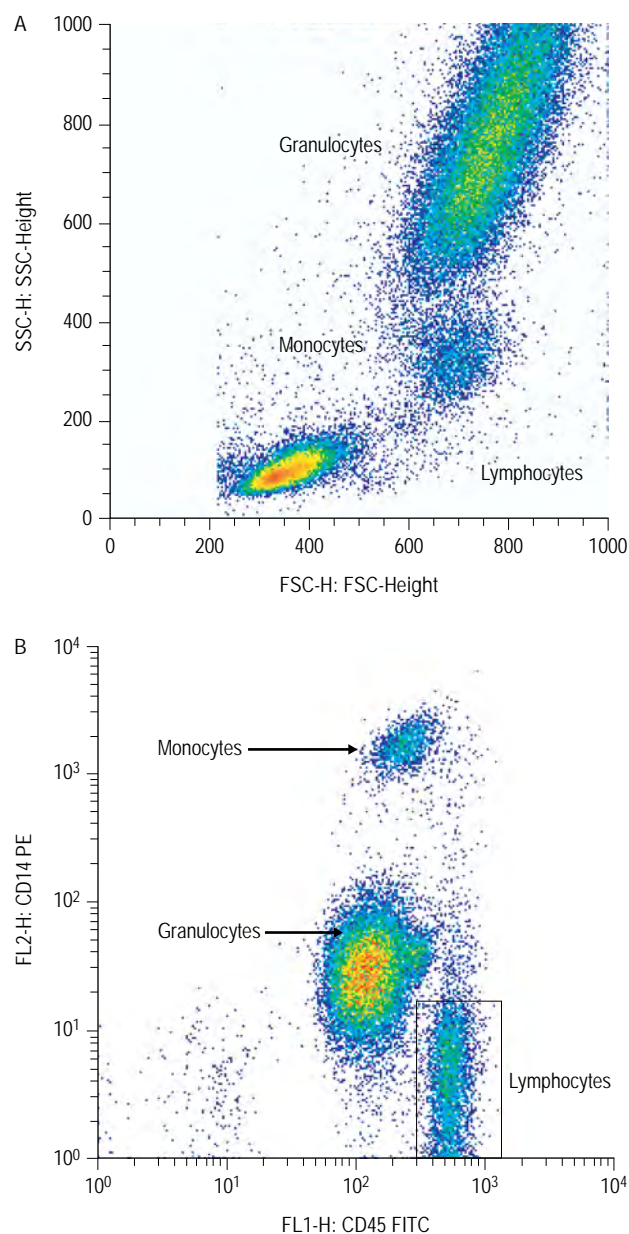 A
1000
800
600
400
200
0
SSC-H: SSC-Height
Granulocytes
Monocytes
Lymphocytes
0 200 400 600 800 1000
FSC-H: FSC-Height
B
10⁴
10³
10²
10¹
10⁰
FL2-H: CD14 PE
Monocytes
Granulocytes
Lymphocytes
10⁰ 10¹ 10² 10³ 10⁴
FL1-H: CD45 FITC